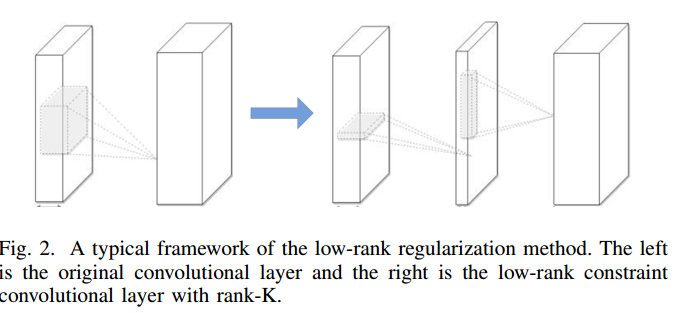 Fig. 2. A typical framework of the low-rank regularization method. The left
is the original convolutional layer and the right is the low-rank constraint
convolutional layer with rank-K.